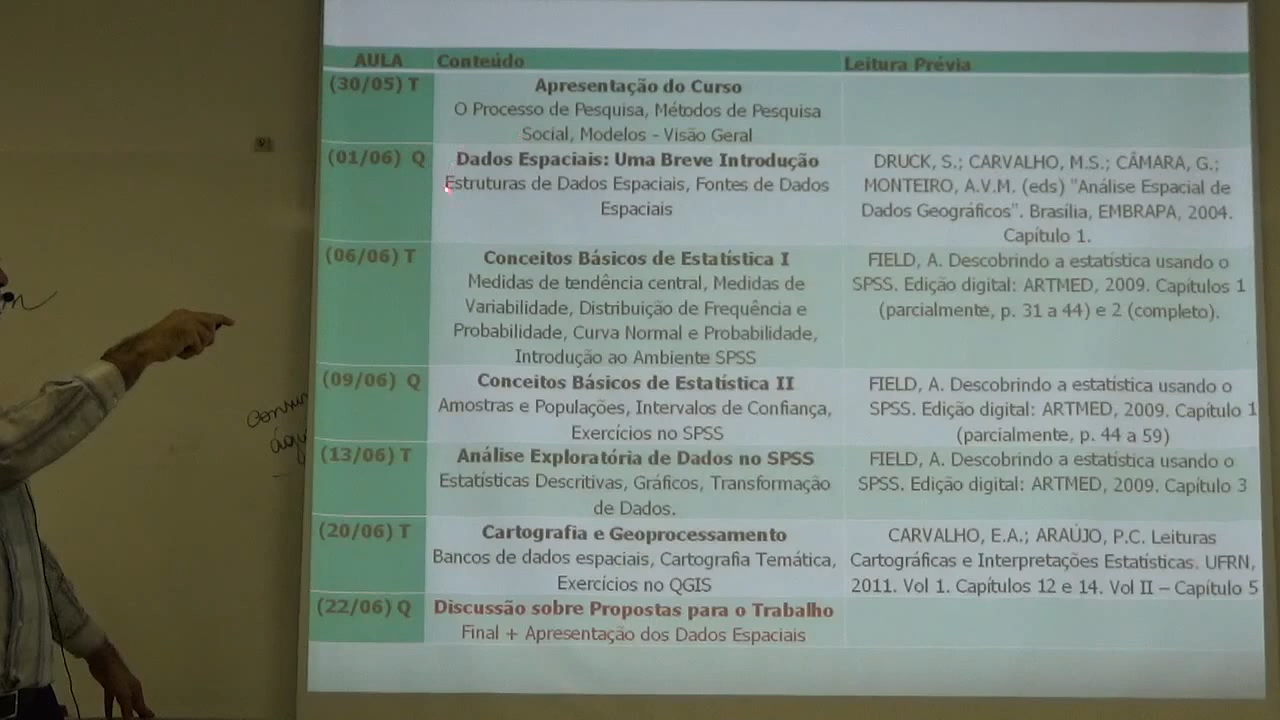 AULA Conteúdo Leitura Prévia
(30/05) T Apresentação do Curso
O Processo de Pesquisa, Métodos de Pesquisa
Social, Modelos - Visão Geral
(01/06) Q Dados Espaciais: Uma Breve Introdução
Estruturas de Dados Espaciais, Fontes de Dados
Espaciais
DRUCK, S.; CARVALHO, M.S.; CÂMARA, G.;
MONTEIRO, A.V.M. (eds) "Análise Espacial de
Dados Geográficos". Brasília, EMBRAPA, 2004.
Capítulo 1.
(06/06) T Conceitos Básicos de Estatística I
Medidas de tendência central, Medidas de
Variabilidade, Distribuição de Frequência e
Probabilidade, Curva Normal e Probabilidade,
Introdução ao Ambiente SPSS
FIELD, A. Descobrindo a estatística usando o
SPSS. Edição digital: ARTMED, 2009. Capítulos 1
(parcialmente, p. 31 a 44) e 2 (completo).
(09/06) Q Conceitos Básicos de Estatística II
Amostras e Populações, Intervalos de Confiança,
Exercícios no SPSS
FIELD, A. Descobrindo a estatística usando o
SPSS. Edição digital: ARTMED, 2009. Capítulo 1
(parcialmente, p. 44 a 59)
(13/06) T Análise Exploratória de Dados no SPSS
Estatísticas Descritivas, Gráficos, Transformação
de Dados.
FIELD, A. Descobrindo a estatística usando o
SPSS. Edição digital: ARTMED, 2009. Capítulo 3
(20/06) T Cartografia e Geoprocessamento
Bancos de dados espaciais, Cartografia Temática,
Exercícios no QGIS
CARVALHO, E.A.; ARAÚJO, P.C. Leituras
Cartográficas e Interpretações Estatísticas. UFRN,
2011. Vol 1. Capítulos 12 e 14. Vol II – Capítulo 5
(22/06) Q Discussão sobre Propostas para o Trabalho
Final + Apresentação dos Dados Espaciais